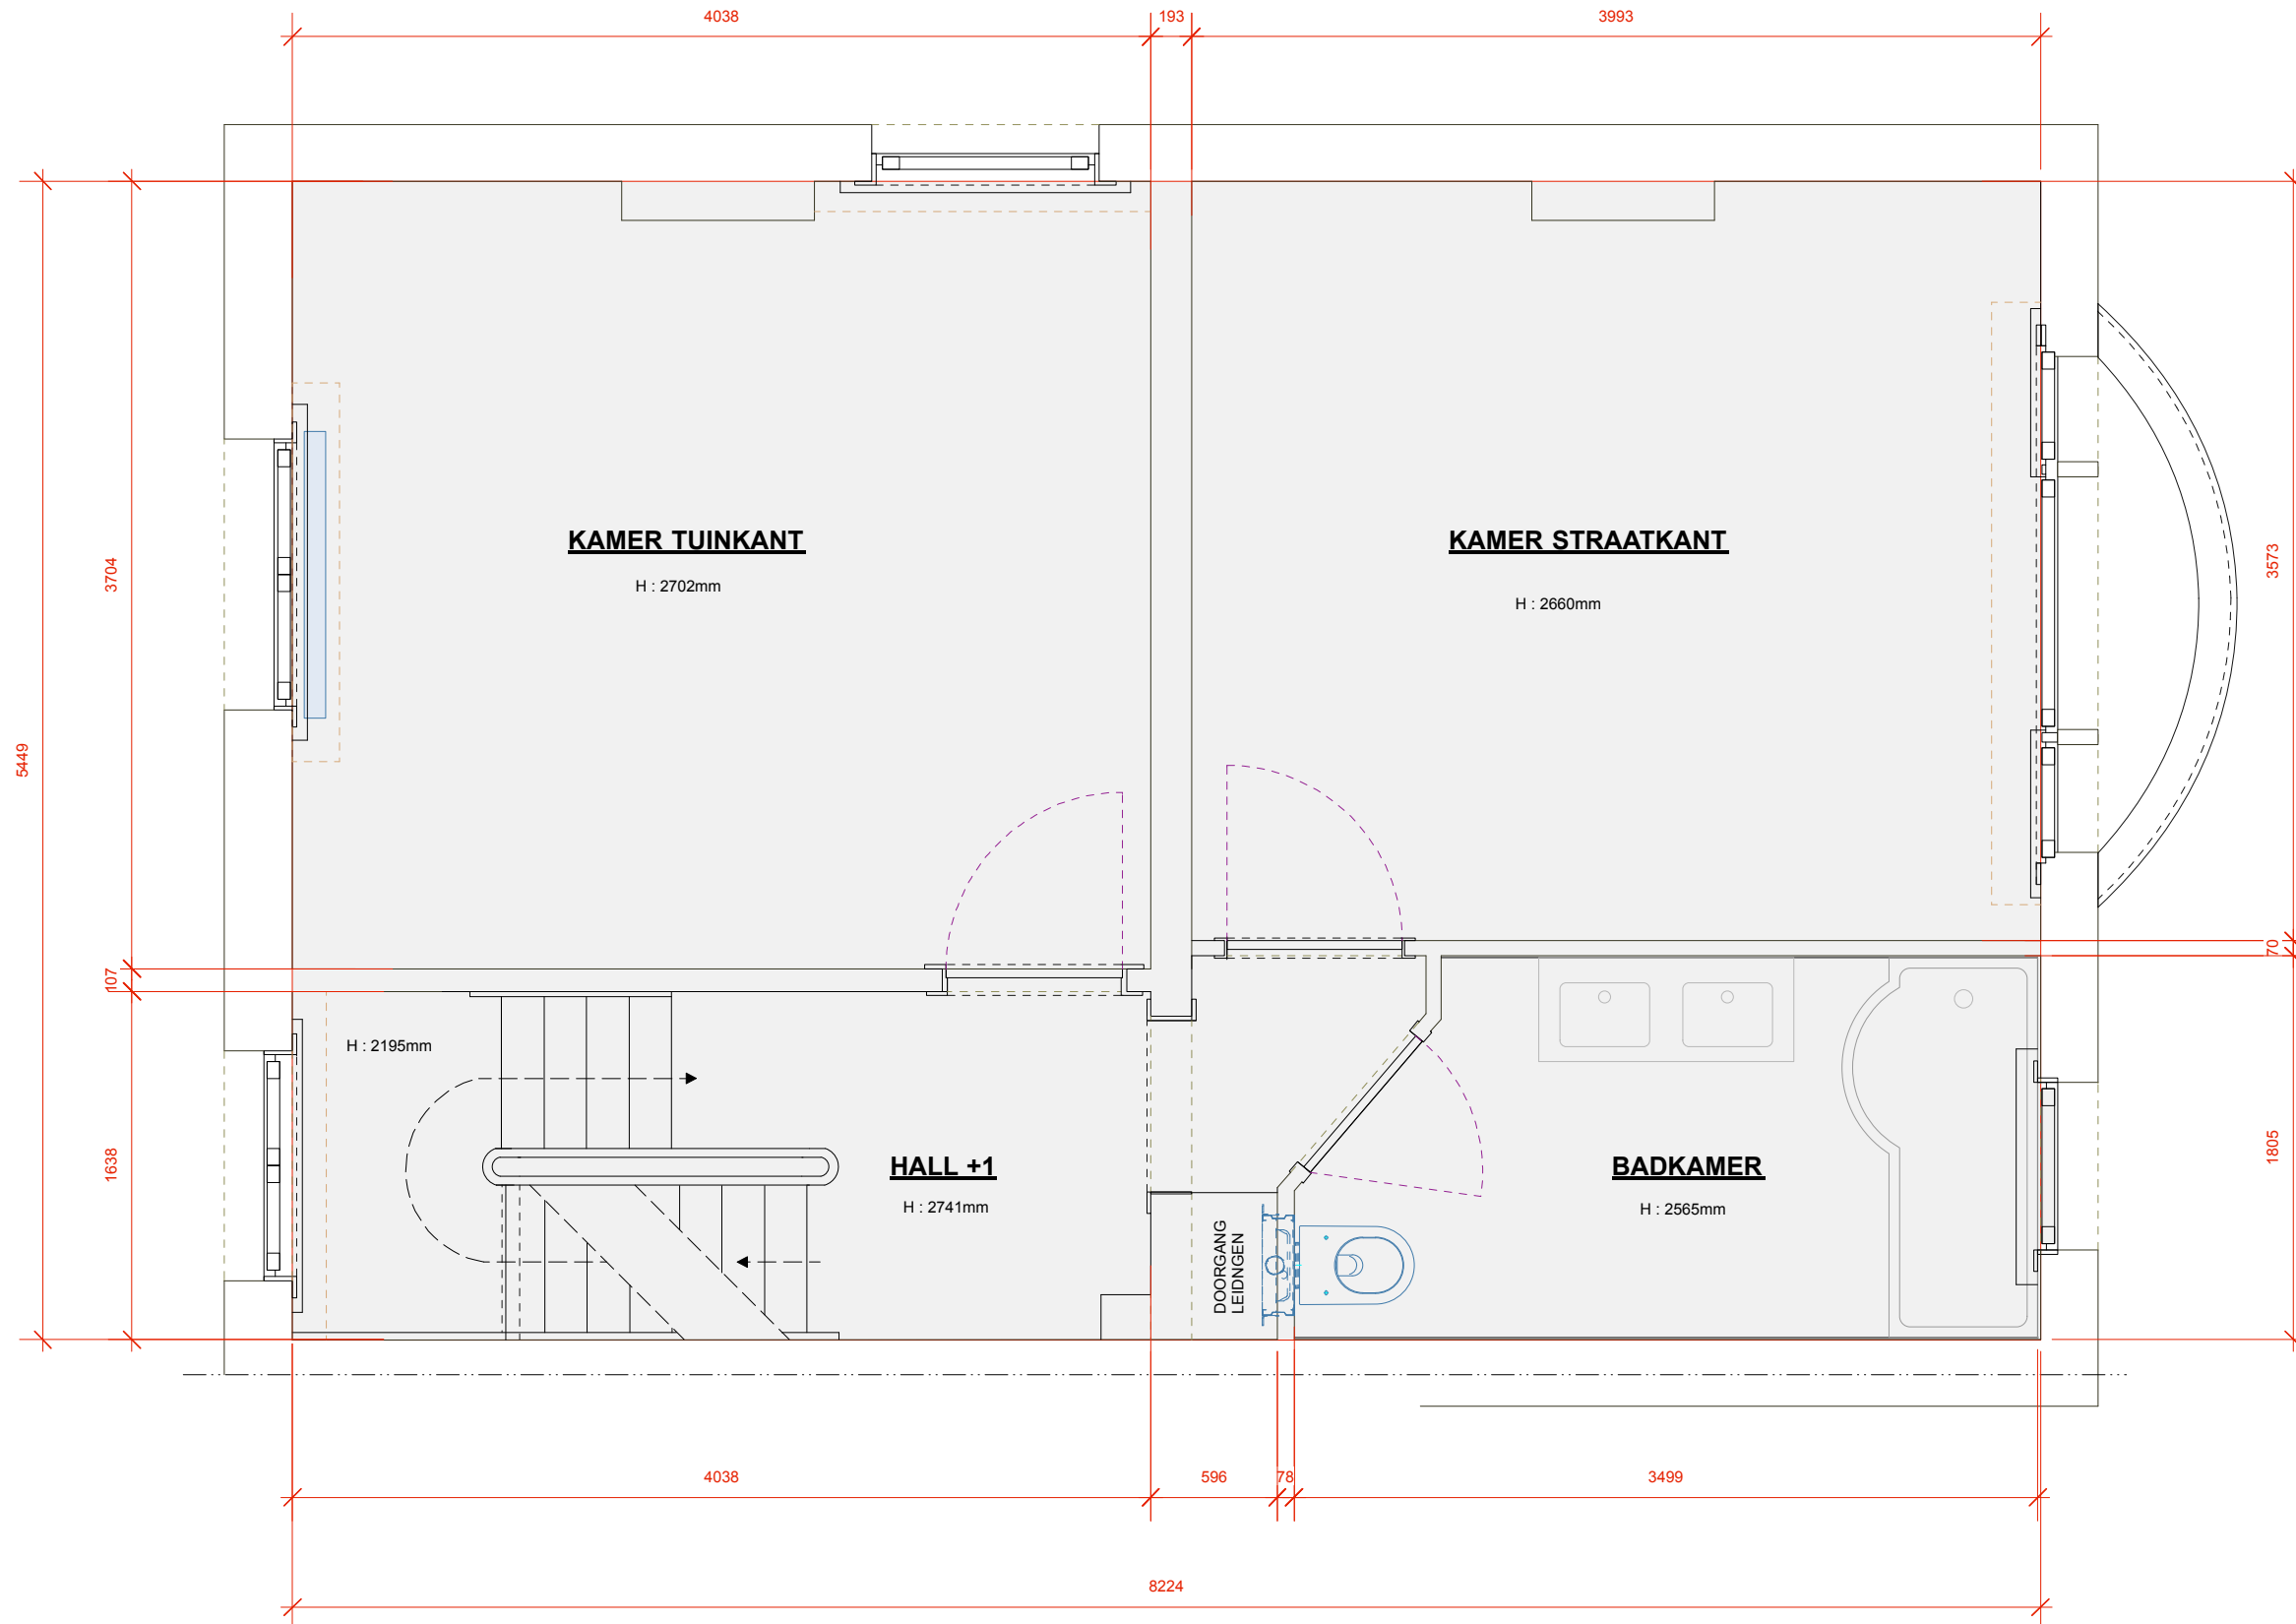 4038
193
3993
KAMER TUINKANT
H : 2702mm
KAMER STRAATKANT
H : 2660mm
3704
3573
5449
107
70
H : 2195mm
HALL +1
H : 2741mm
BADKAMER
H : 2565mm
1638
1805
DOORGANG
LEIDNGEN
4038
596
78
3499
8224